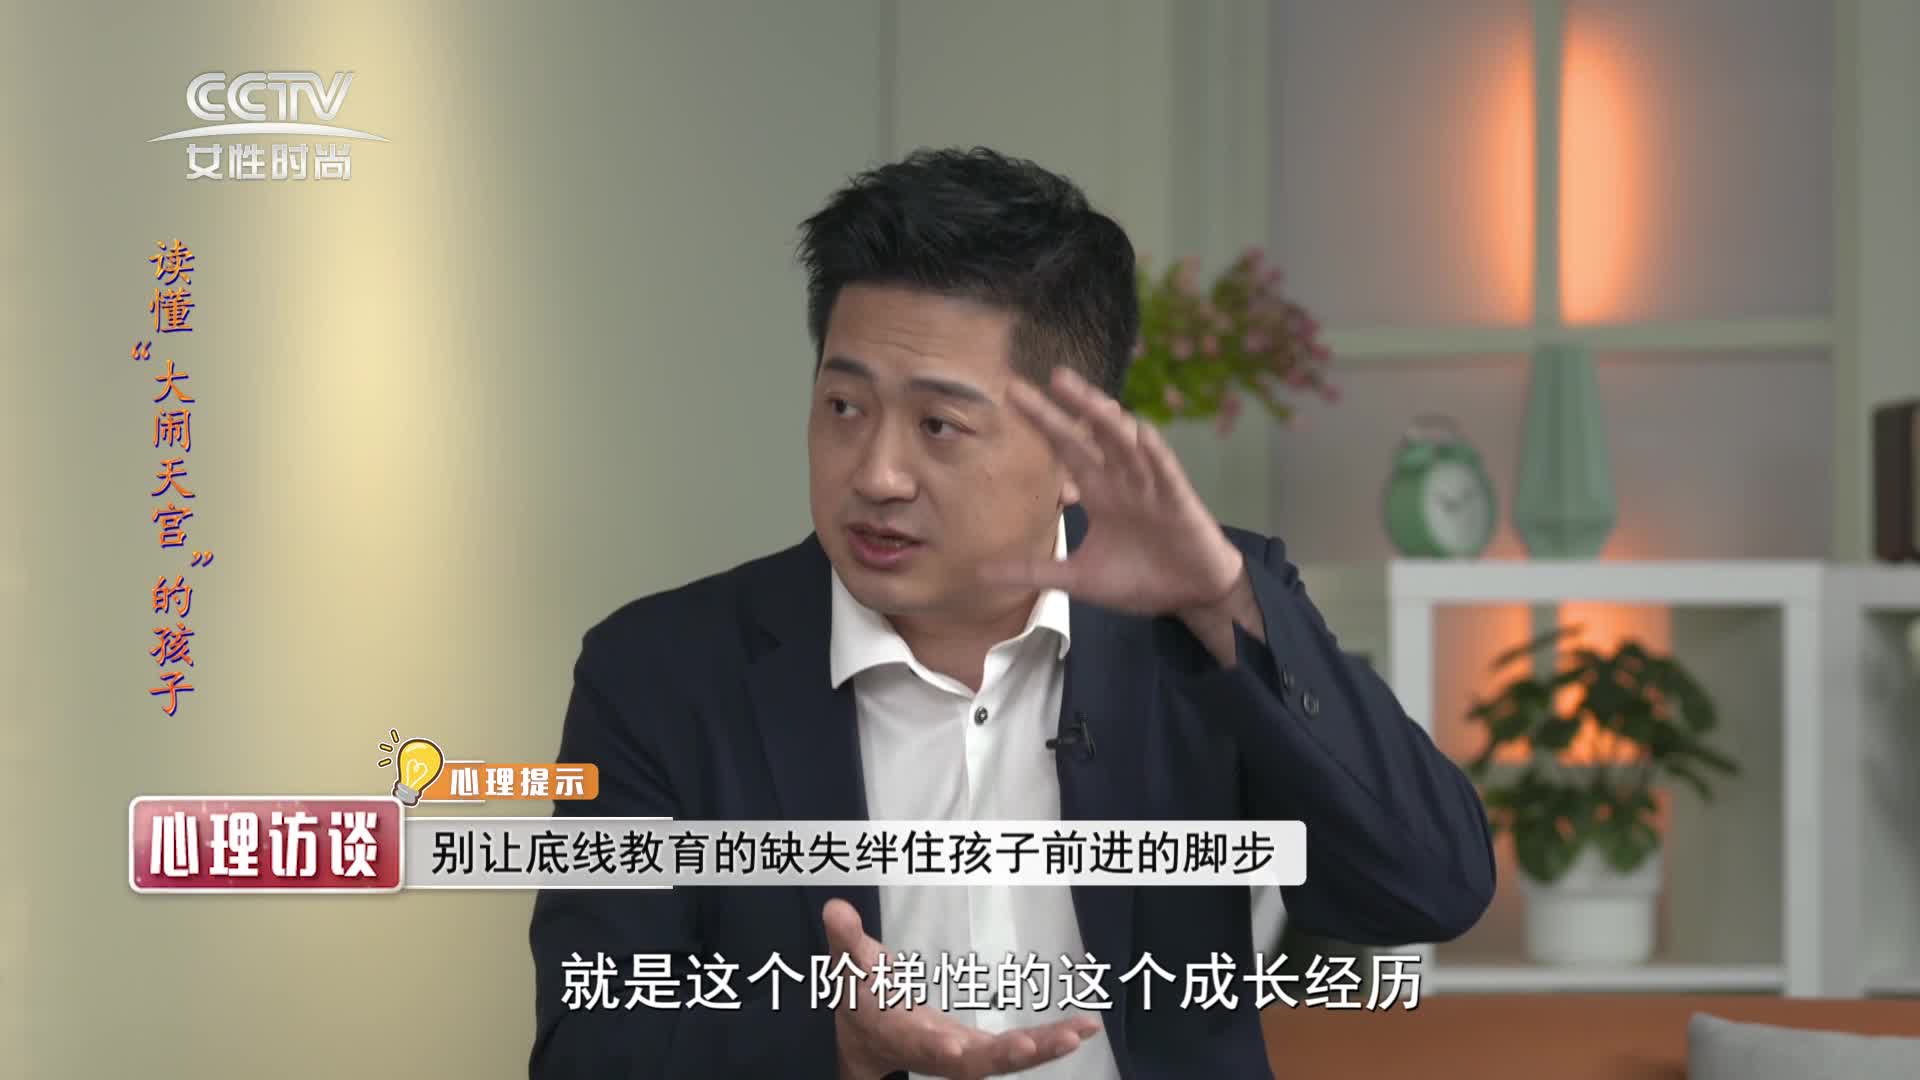 CCTV
女性时尚
读懂“大闹天宫”的孩子
心理提示
心理访谈
别让底线教育的缺失绊住孩子前进的脚步
就是这个阶梯性的这个成长经历